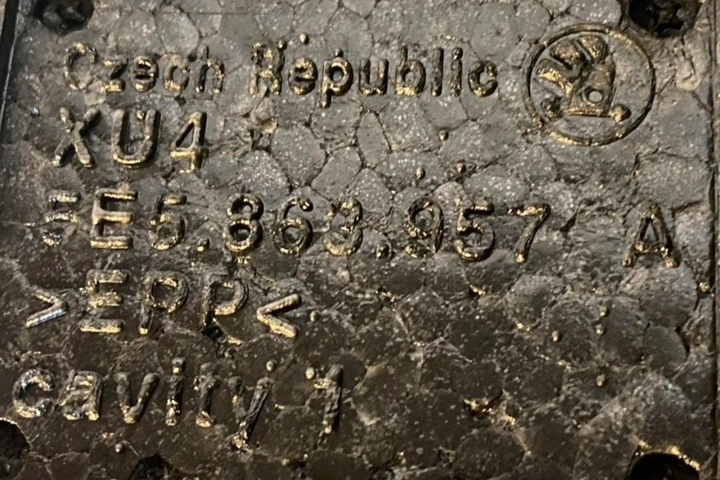 Czech Republic
XU4
5E5.863.957 A
>EPP<
cavity 1